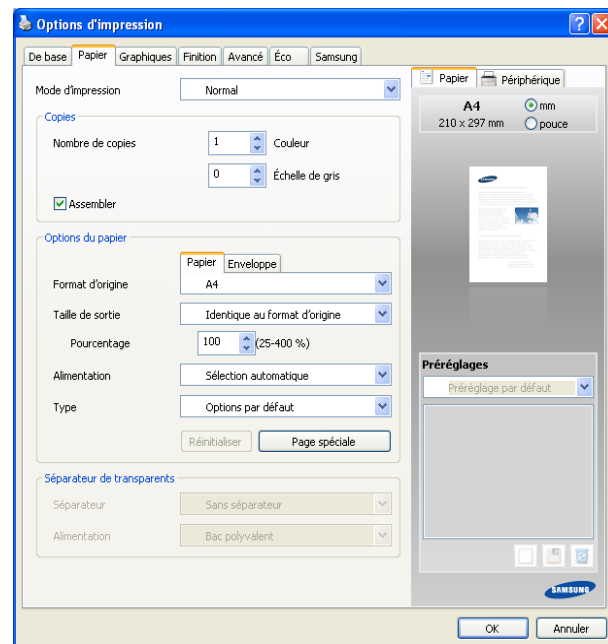 Options d'impression
De base Papier Graphiques Finition Avancé Éco Samsung
Mode d'impression Normal
Copies
Nombre de copies 1 Couleur
0 Échelle de gris
Assembler
Options du papier
Papier Enveloppe
Format d'origine A4
Taille de sortie Identique au format d'origine
Pourcentage 100 (25-400 %)
Alimentation Sélection automatique
Type Options par défaut
Réinitialiser Page spéciale
Séparateur de transparents
Séparateur Sans séparateur
Alimentation Bac polyvalent
Papier Périphérique
A4 mm
210 x 297 mm pouce
Préréglages
Préréglage par défaut
SAMSUNG
OK Annuler